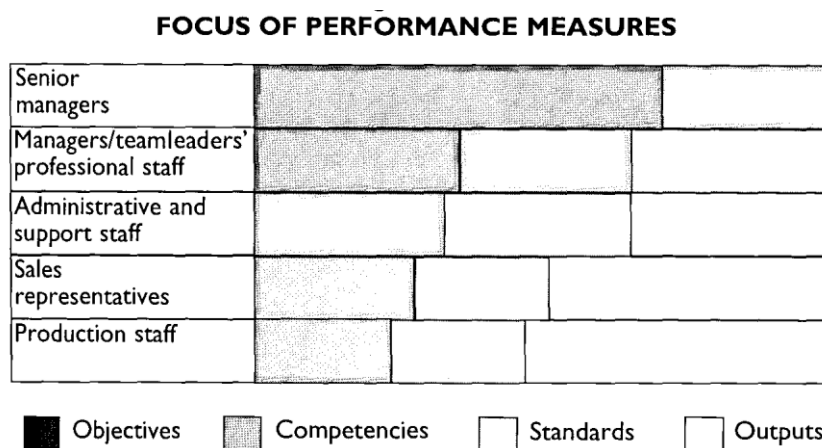 FOCUS OF PERFORMANCE MEASURES
Senior
managers
Managers/teamleaders'
professional staff
Administrative and
support staff
Sales
representatives
Production staff
Objectives Competencies Standards Outputs